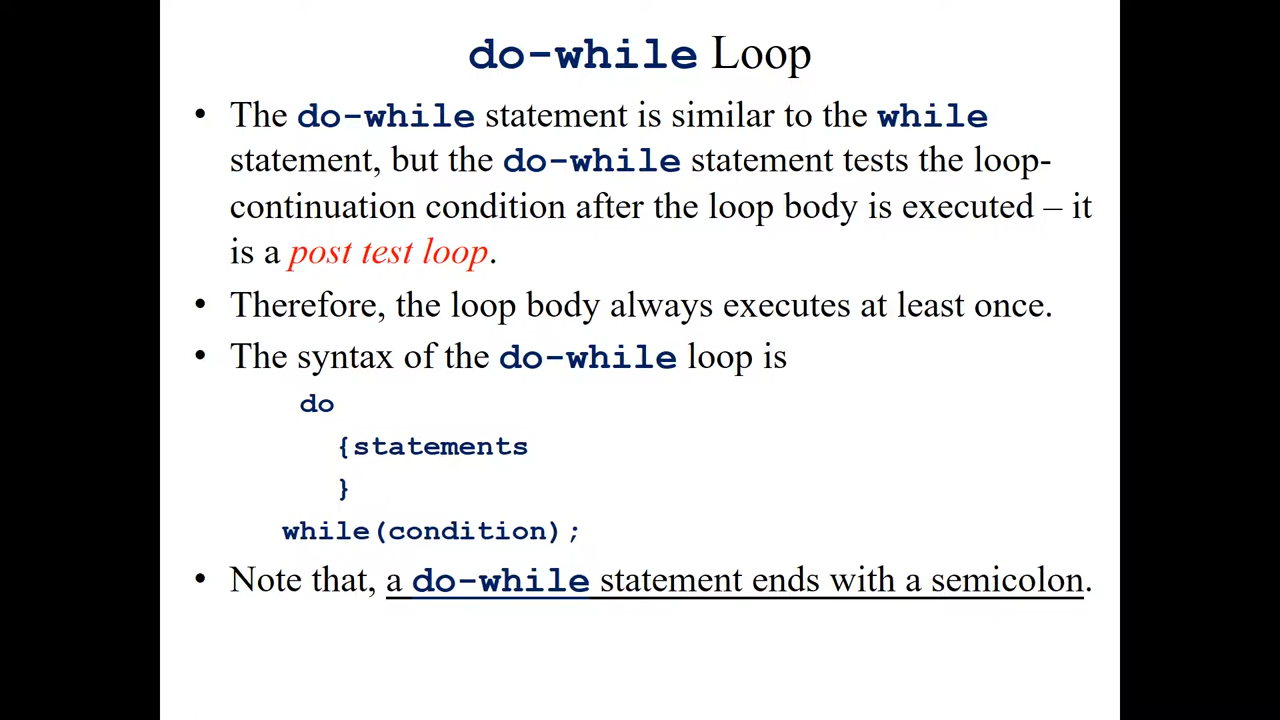 do-while Loop
• The do-while statement is similar to the while
statement, but the do-while statement tests the loop-
continuation condition after the loop body is executed – it
is a post test loop.
• Therefore, the loop body always executes at least once.
• The syntax of the do-while loop is
do
{statements
}
while(condition);
• Note that, a do-while statement ends with a semicolon.